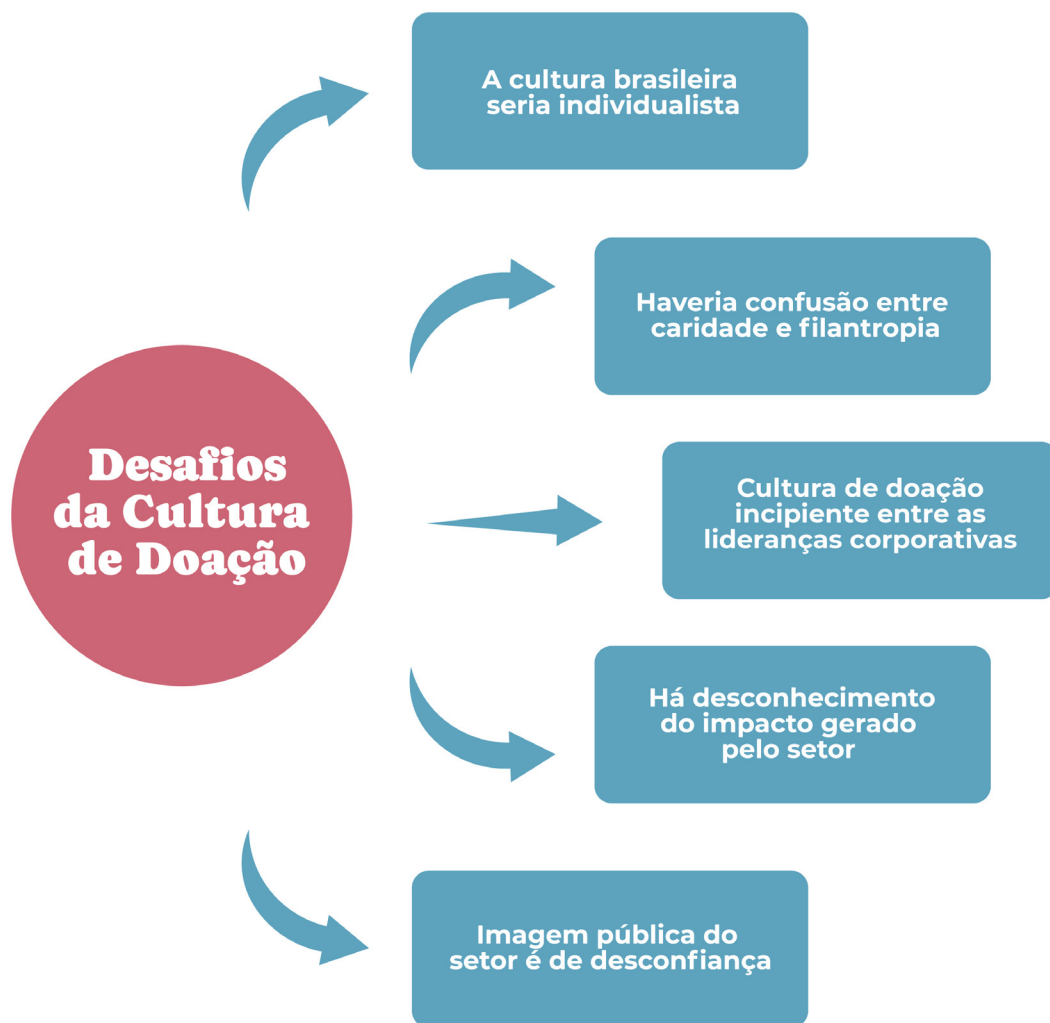 A cultura brasileira
seria individualista
Haveria confusão entre
caridade e filantropia
Desafios
da Cultura
de Doação
Cultura de doação
incipiente entre as
lideranças corporativas
Há desconhecimento
do impacto gerado
pelo setor
Imagem pública do
setor é de desconfiança